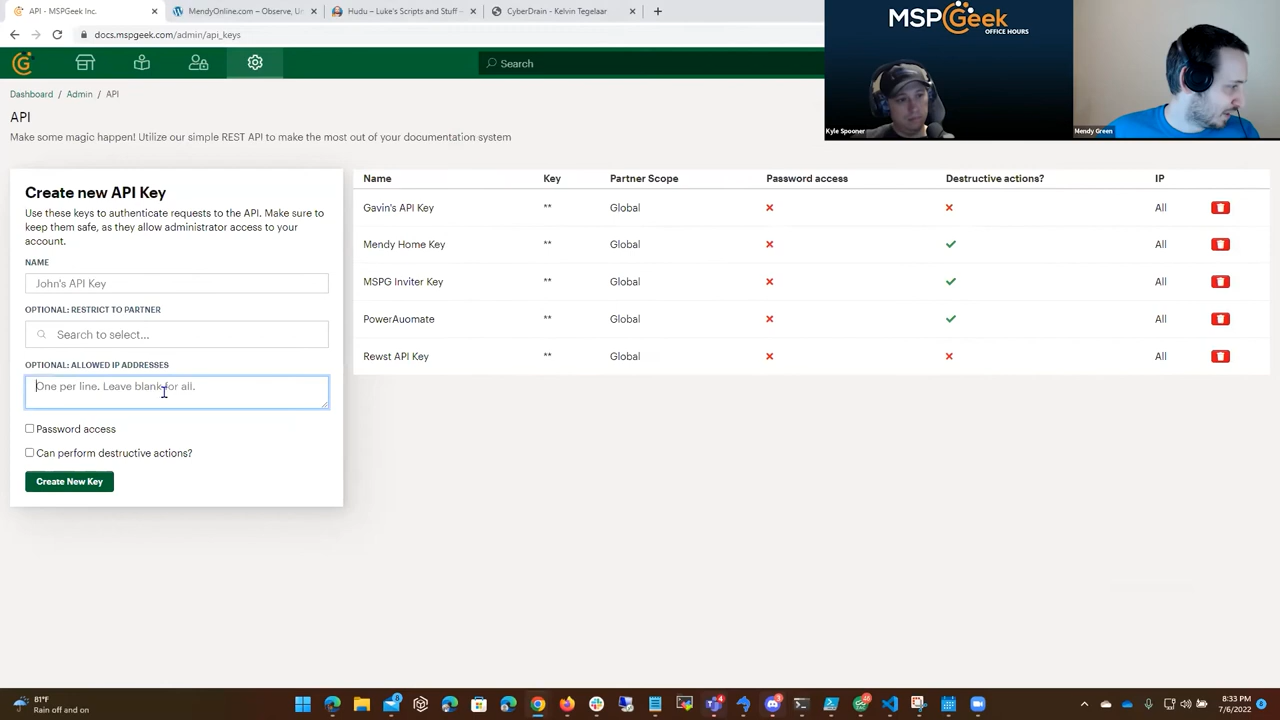 API - MSPGeek Inc.
MendyOnline.com – Observe, U
Hudu – Luke's Scripts and Stuff –
CyberDrain - Kelvin Tegelaar
docs.mspgeek.com/admin/api_keys
Search
MSPGeek
OFFICE HOURS
Kyle Spooner
Mendy Green
Dashboard / Admin / API
API
Make some magic happen! Utilize our simple REST API to make the most out of your documentation system
Create new API Key
Use these keys to authenticate requests to the API. Make sure to
keep them safe, as they allow administrator access to your
account.
NAME
John's API Key
OPTIONAL: RESTRICT TO PARTNER
Search to select...
OPTIONAL: ALLOWED IP ADDRESSES
One per line. Leave blank for all.
Password access
Can perform destructive actions?
Create New Key
Name Key Partner Scope Password access Destructive actions? IP
Gavin's API Key ** Global All
Mendy Home Key ** Global All
MSPG Inviter Key ** Global All
PowerAuomate ** Global All
Rewst API Key ** Global All
81°F
Rain off and on
8:33 PM
7/6/2022